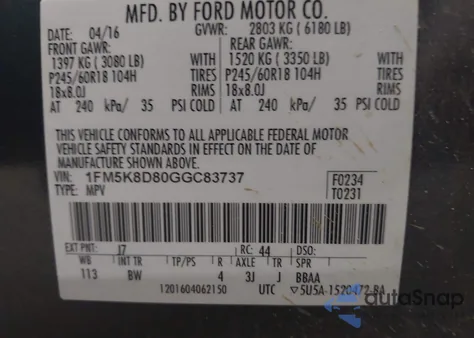 MFD. BY FORD MOTOR CO.
DATE: 04/16 GVWR: 2803 KG ( 6180 LB)
FRONT GAWR: REAR GAWR:
1397 KG ( 3080 LB) WITH 1520 KG ( 3350 LB) WITH
P245/60R18 104H TIRES P245/60R18 104H TIRES
18x8.0J RIMS 18x8.0J RIMS
AT 240 kPa/ 35 PSI COLD AT 240 kPa/ 35 PSI COLD
THIS VEHICLE CONFORMS TO ALL APPLICABLE FEDERAL MOTOR
VEHICLE SAFETY STANDARDS IN EFFECT ON THE DATE OF
MANUFACTURE SHOWN ABOVE.
VIN: 1FM5K8D80GGC83737 F0234
TYPE: MPV T0231
EXT PNT: J7 RC: 44 DSO:
WB INT TR TP/PS R AXLE TR SPR
113 BW 4 3J J BBAA
1201604062150 UTC 5U5A-1520472-BA
autoSnap